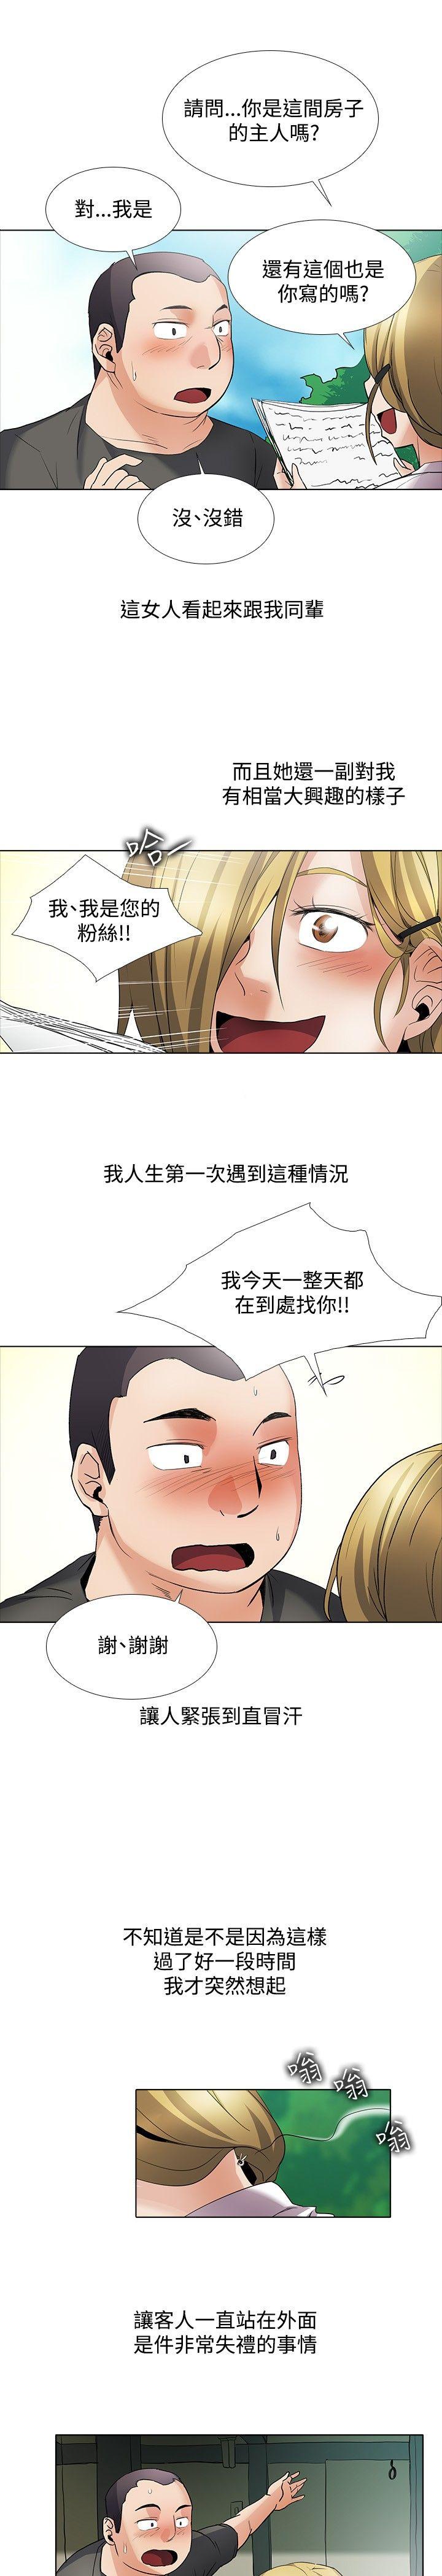 請問...你是這間房子
的主人嗎?
對...我是
還有這個也是
你寫的嗎?
沒、沒錯
這女人看起來跟我同輩
而且她還一副對我
有相當大興趣的樣子
哈—
我、我是您的
粉絲!!
我人生第一次遇到這種情況
我今天一整天都
在到處找你!!
謝、謝謝
讓人緊張到直冒汗
不知道是不是因為這樣
過了好一段時間
我才突然想起
嗡
嗡
嗡
讓客人一直站在外面
是件非常失禮的事情